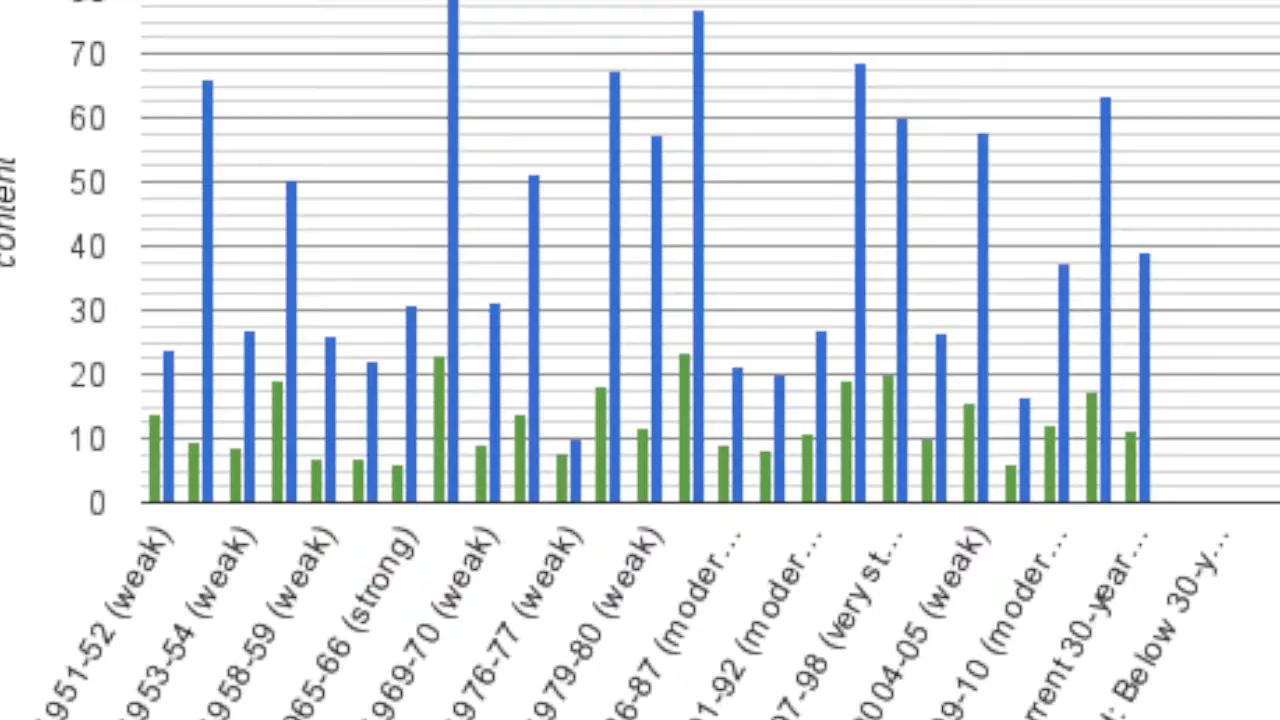 70
60
50
40
30
20
10
0
content
951-52 (weak)
1953-54 (weak)
1958-59 (weak)
965-66 (strong)
1969-70 (weak)
1976-77 (weak)
1979-80 (weak)
6-87 (moder...
91-92 (moder...
97-98 (very st...
2004-05 (weak)
09-10 (moder...
rrent 30-year...
t: Below 30-y...